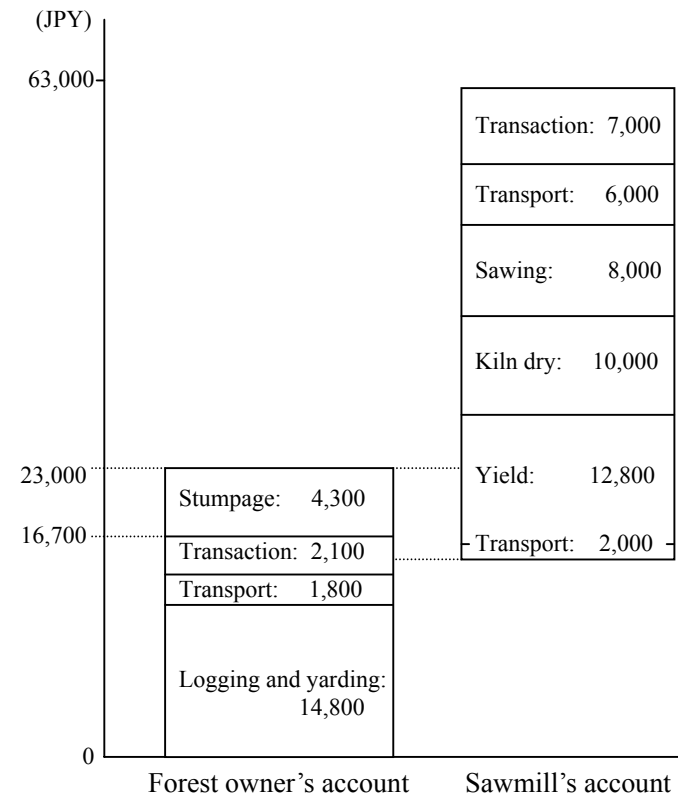 (JPY)
63,000
23,000
16,700
0
Stumpage: 4,300
Transaction: 2,100
Transport: 1,800
Logging and yarding:
14,800
Transaction: 7,000
Transport: 6,000
Sawing: 8,000
Kiln dry: 10,000
Yield: 12,800
Transport: 2,000
Forest owner’s account
Sawmill’s account